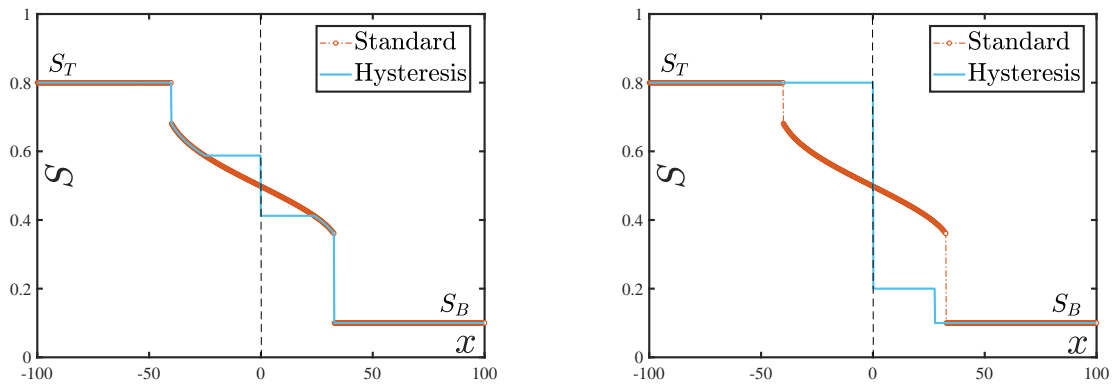 1
0.8
0.6
0.4
0.2
0
S
S_T
Standard
Hysteresis
S_B
x
-100 -50 0 50 100
1
0.8
0.6
0.4
0.2
0
S
S_T
Standard
Hysteresis
S_B
x
-100 -50 0 50 100